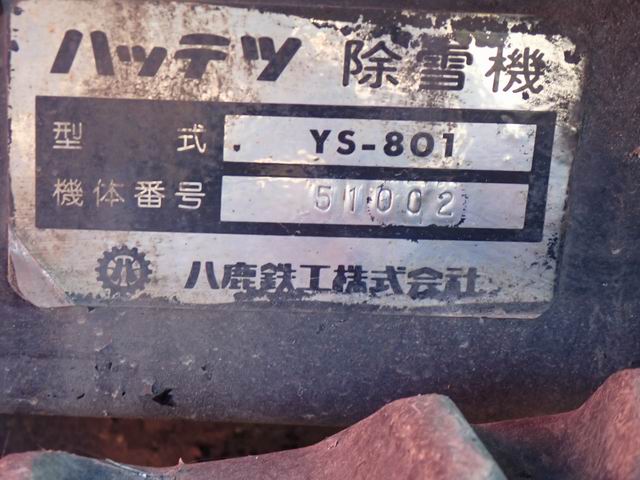 ハッテツ 除雪機
型式 YS-801
機体番号 51002
八 八鹿鉄工株式会社